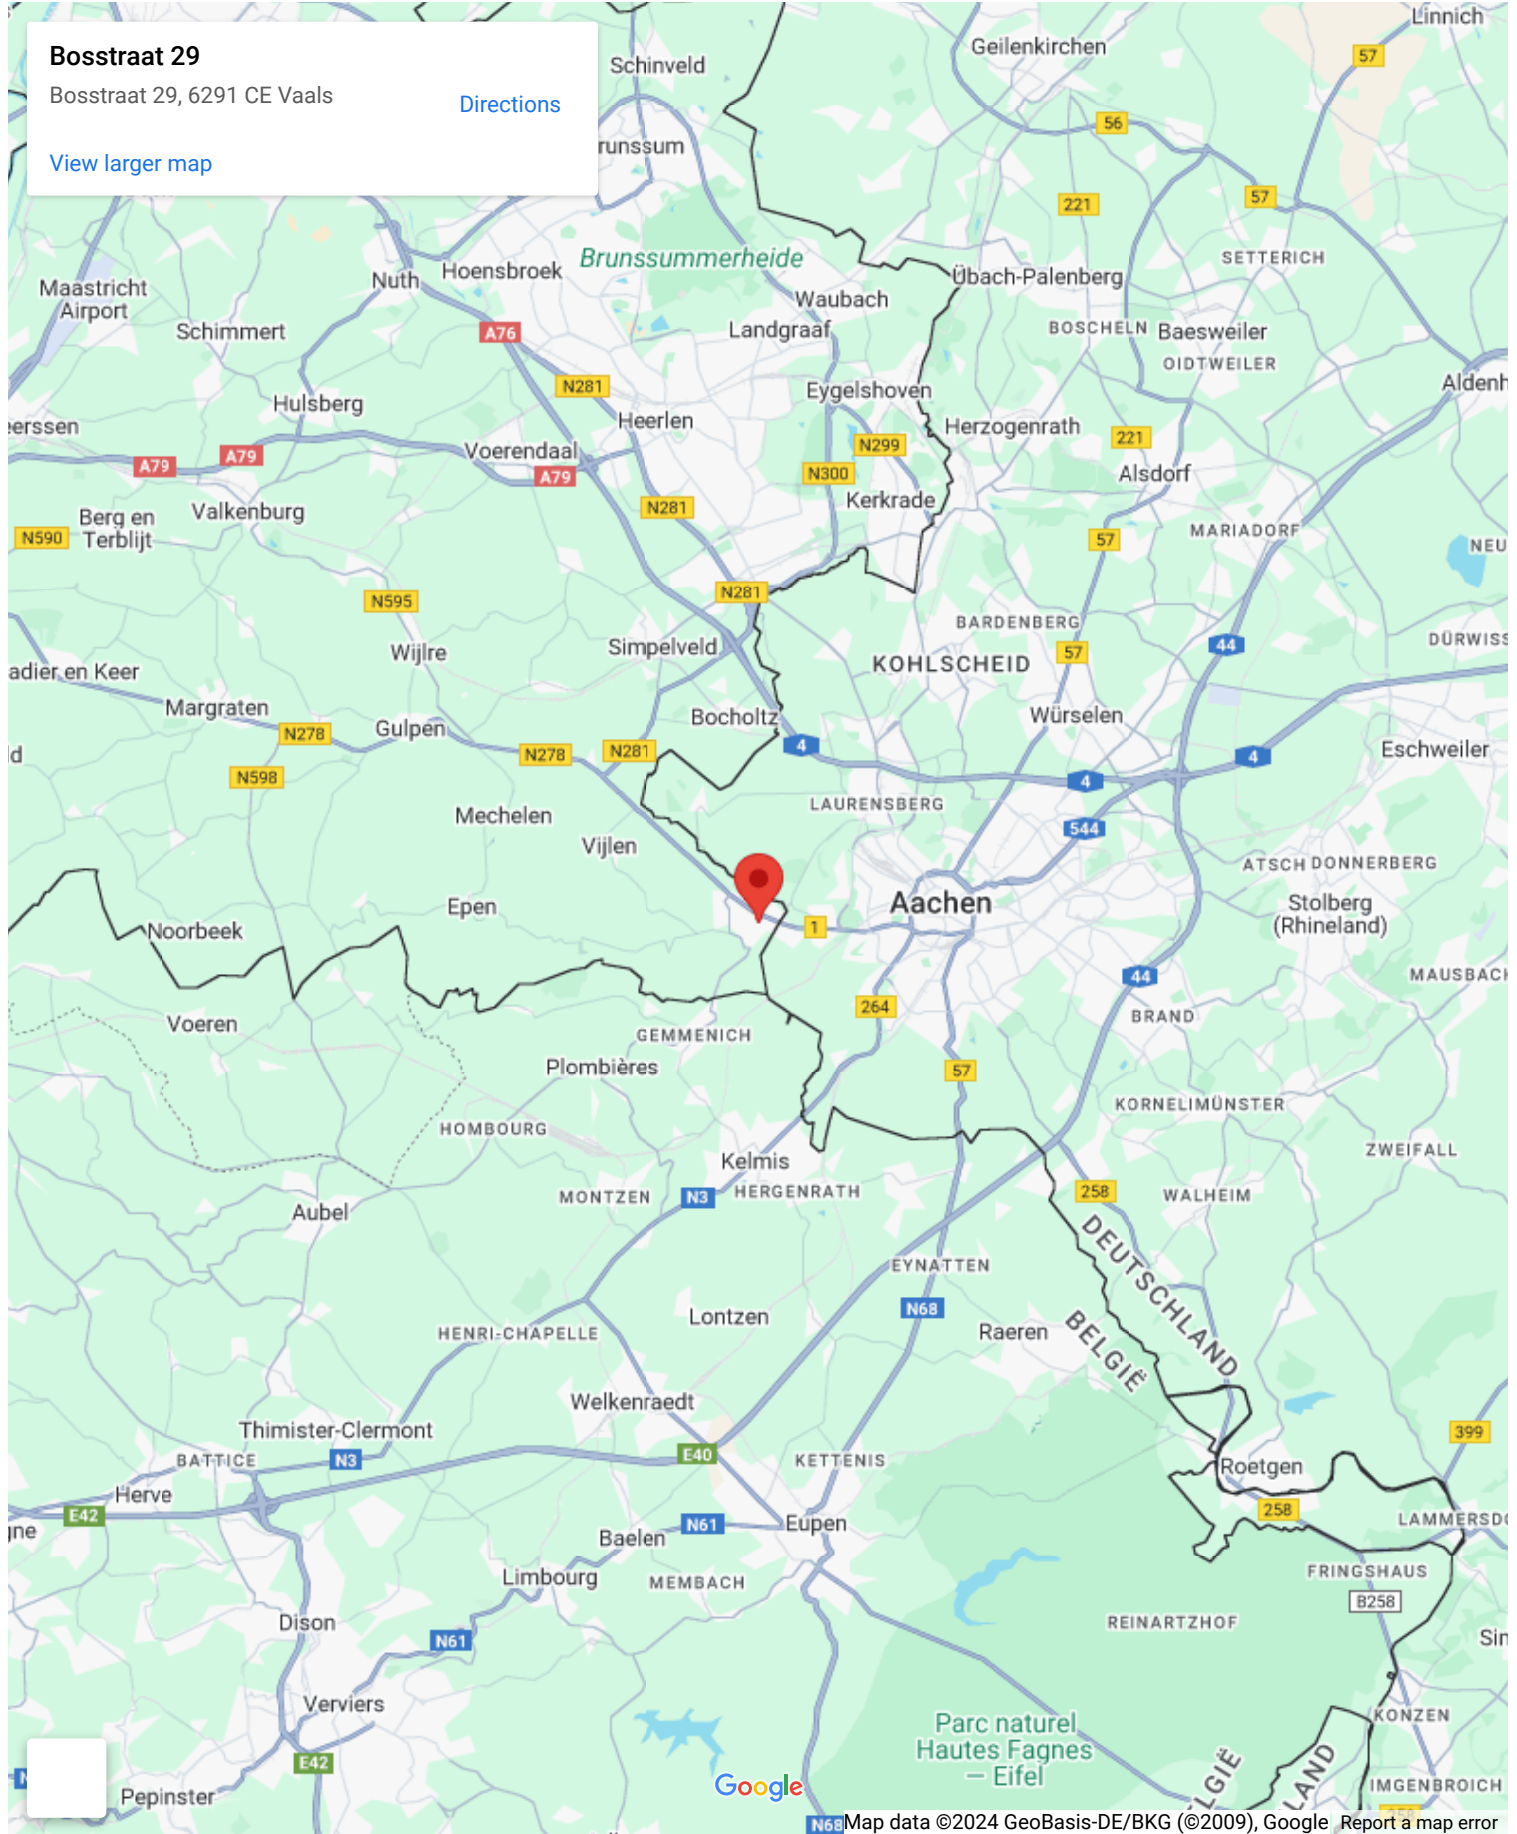 Bosstraat 29
Bosstraat 29, 6291 CE Vaals
Directions
View larger map
Linnich
Geilenkirchen
57
Schinveld
56
runssum
57
221
SETTERICH
Brunssummerheide
Hoensbroek
Nuth
Übach-Palenberg
Maastricht
Airport
Waubach
Schimmert
Landgraaf
A76
BOSCHELN
Baesweiler
OIDTWEILER
N281
Aldenh
Eygelshoven
Hulsberg
Heerlen
eerssen
Herzogenrath
221
N299
Voerendaal
A79
A79
A79
N300
Alsdorf
Kerkrade
Valkenburg
N281
Berg en
Terblijt
N590
MARIADORF
57
NEU
N281
N595
BARDENBERG
DÜRWISS
Simpelveld
44
Wijlre
57
KOHLSCHEID
adier en Keer
Margraten
Bocholtz
Würselen
Gulpen
N278
N278
N281
4
Eschweiler
ld
4
N598
4
LAURENSBERG
Mechelen
544
Vijlen
ATSCH
DONNERBERG
Aachen
Stolberg
(Rhineland)
Epen
1
Noorbeek
44
MAUSBACH
264
BRAND
Voeren
GEMMENICH
Plombières
57
KORNELIMÜNSTER
HOMBOURG
ZWEIFALL
Kelmis
HERGENRATH
MONTZEN
N3
258
WALHEIM
Aubel
DEUTSCHLAND
EYNATTEN
N68
Lontzen
Raeren
BELGIË
HENRI-CHAPELLE
Welkenraedt
Thimister-Clermont
399
BATTICE
N3
E40
KETTENIS
Roetgen
Herve
E42
258
gne
LAMMERSDO
N61
Eupen
Baelen
FRINGSHAUS
Limbourg
MEMBACH
B258
Dison
REINARTZHOF
N61
Sin
Verviers
KONZEN
Parc naturel
Hautes Fagnes
– Eifel
E42
LGIË
LAND
N
Google
IMGENBROICH
Pepinster
258
N68
Map data ©2024 GeoBasis-DE/BKG (©2009), Google
Report a map error